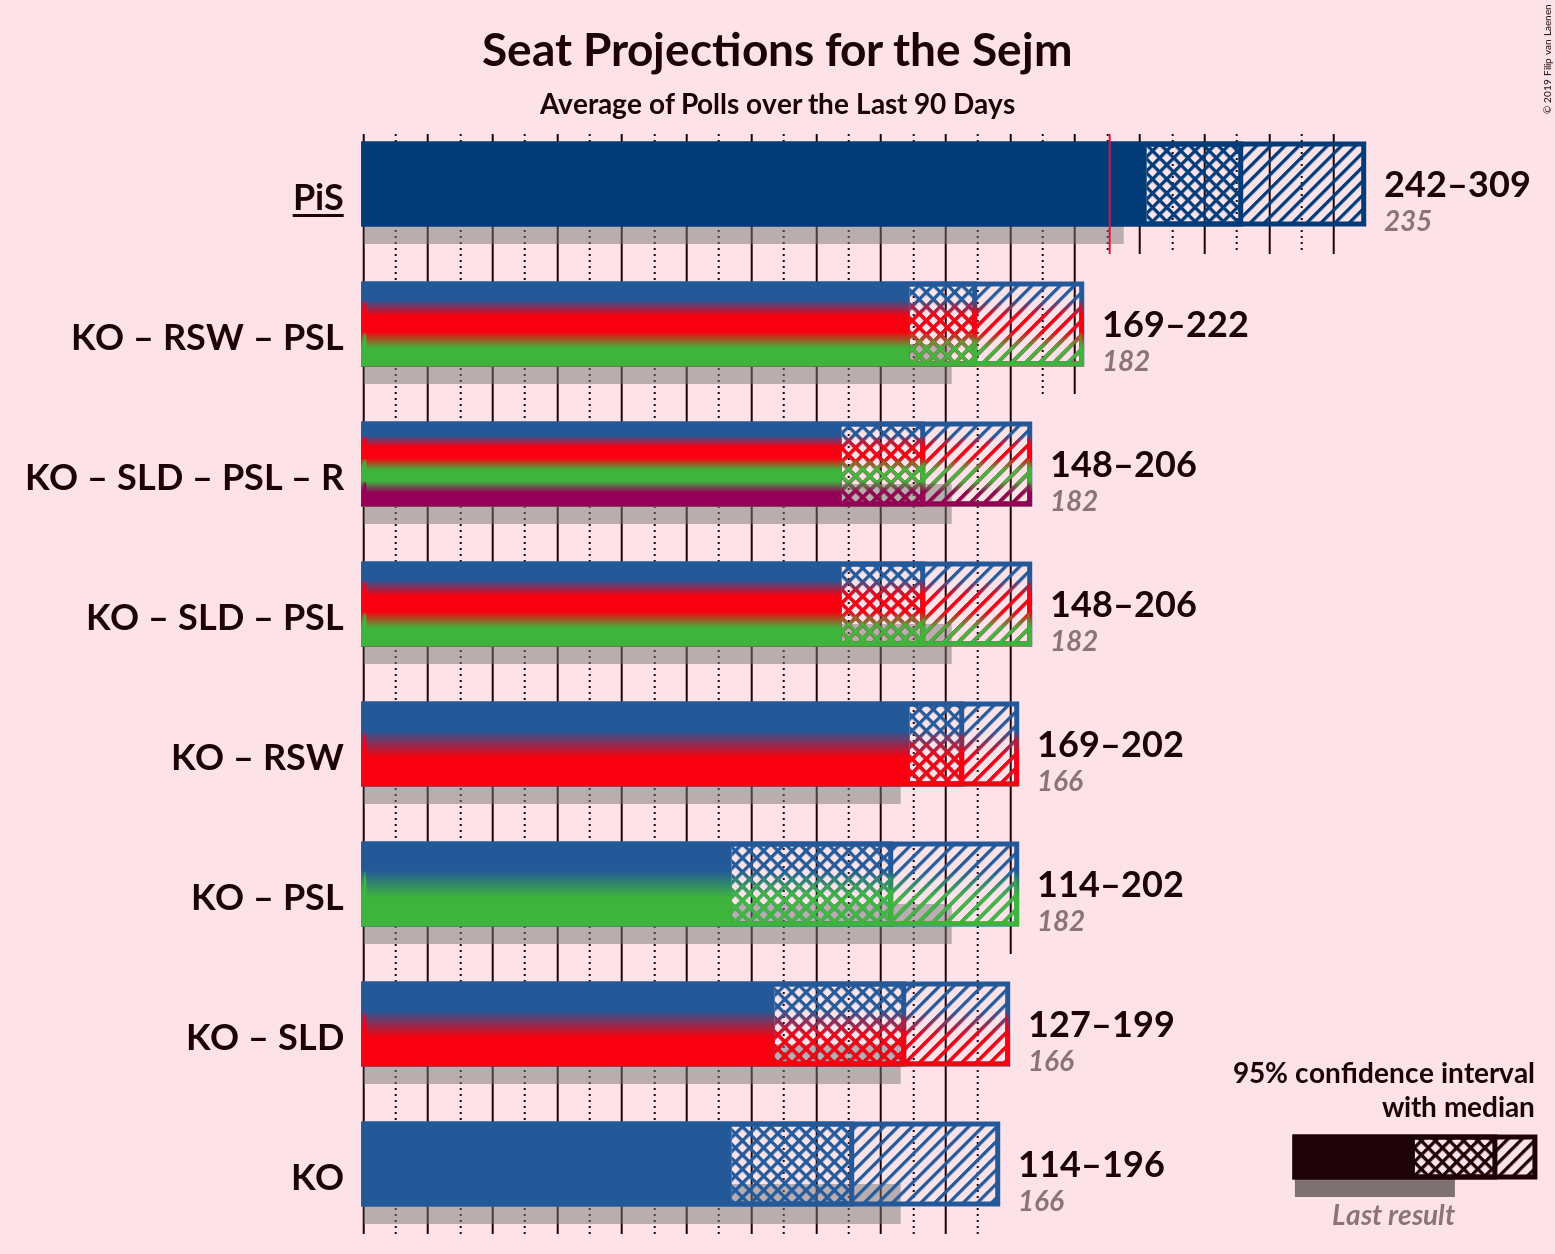 Seat Projections for the Sejm
Average of Polls over the Last 90 Days
© 2019 Filip van Laenen
PiS
242–309
235
KO – RSW – PSL
169–222
182
KO – SLD – PSL – R
148–206
182
KO – SLD – PSL
148–206
182
KO – RSW
169–202
166
KO – PSL
114–202
182
KO – SLD
127–199
166
KO
114–196
166
95% confidence interval
with median
Last result